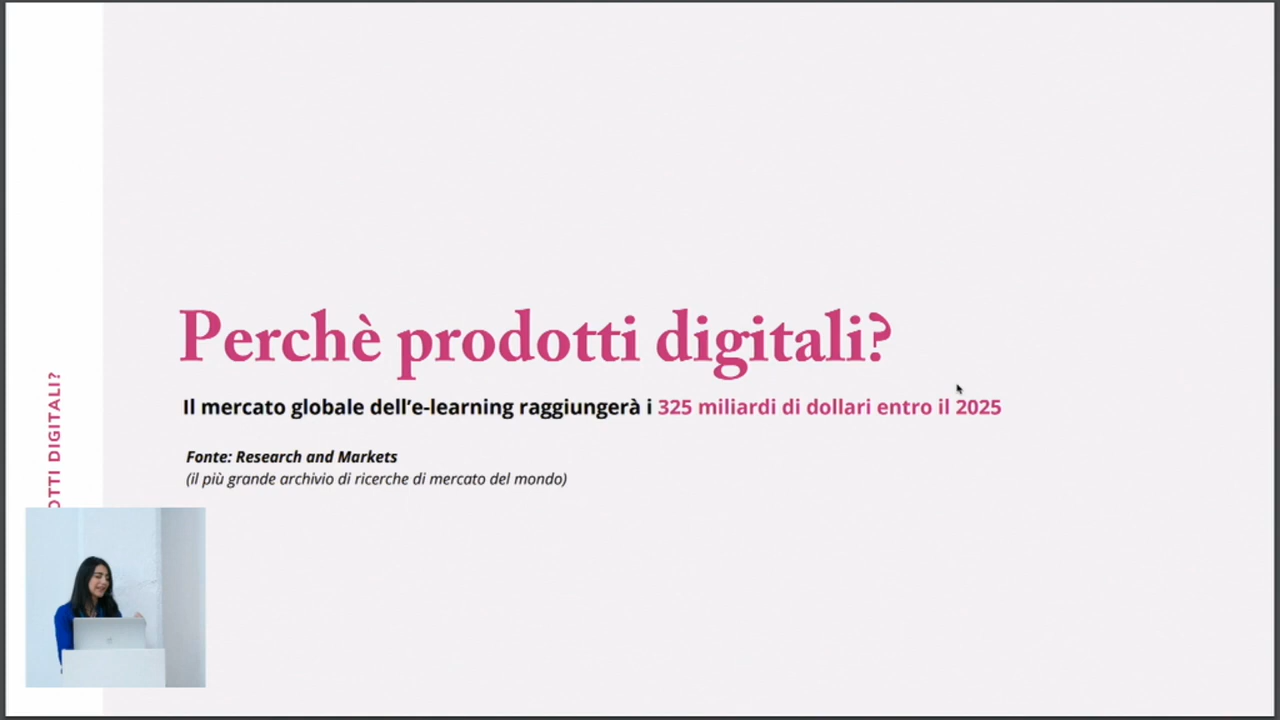 Perchè prodotti digitali?
Il mercato globale dell'e-learning raggiungerà i 325 miliardi di dollari entro il 2025
Fonte: Research and Markets
(il più grande archivio di ricerche di mercato del mondo)
DIGITALI?